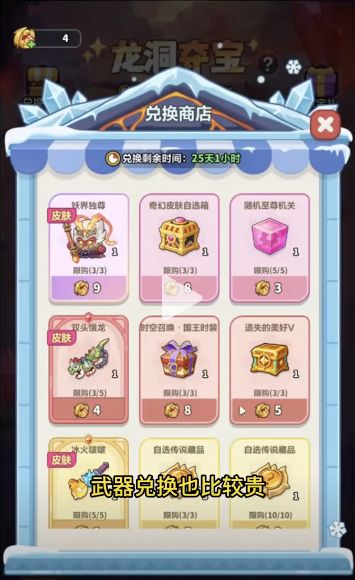 4
龙洞夺宝
?
兑换商店
兑换剩余时间：25天1小时
妖界独尊
皮肤
1
限购(3/3)
9
奇幻皮肤自选箱
1
限购(3/3)
8
随机至尊机关
1
限购(5/5)
3
双头饿龙
皮肤
1
限购(3/5)
4
时空召唤·国王时装
1
限购(3/3)
8
遗失的美好V
1
限购(3/3)
5
冰火啵啵
皮肤
限购(5/5)
自选传说藏品
1
限购(3/3)
自选传说藏品
1
限购(10/10)
武器兑换也比较贵